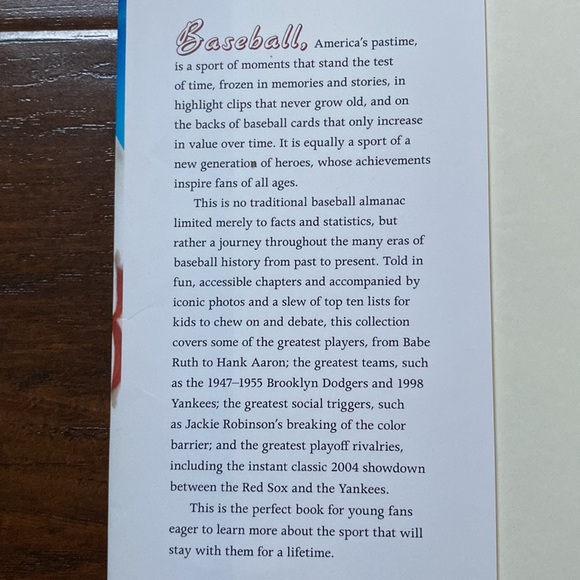 Baseball, America's pastime,
is a sport of moments that stand the test
of time, frozen in memories and stories, in
highlight clips that never grow old, and on
the backs of baseball cards that only increase
in value over time. It is equally a sport of a
new generation of heroes, whose achievements
inspire fans of all ages.
This is no traditional baseball almanac
limited merely to facts and statistics, but
rather a journey throughout the many eras of
baseball history from past to present. Told in
fun, accessible chapters and accompanied by
iconic photos and a slew of top ten lists for
kids to chew on and debate, this collection
covers some of the greatest players, from Babe
Ruth to Hank Aaron; the greatest teams, such
as the 1947–1955 Brooklyn Dodgers and 1998
Yankees; the greatest social triggers, such
as Jackie Robinson's breaking of the color
barrier; and the greatest playoff rivalries,
including the instant classic 2004 showdown
between the Red Sox and the Yankees.
This is the perfect book for young fans
eager to learn more about the sport that will
stay with them for a lifetime.